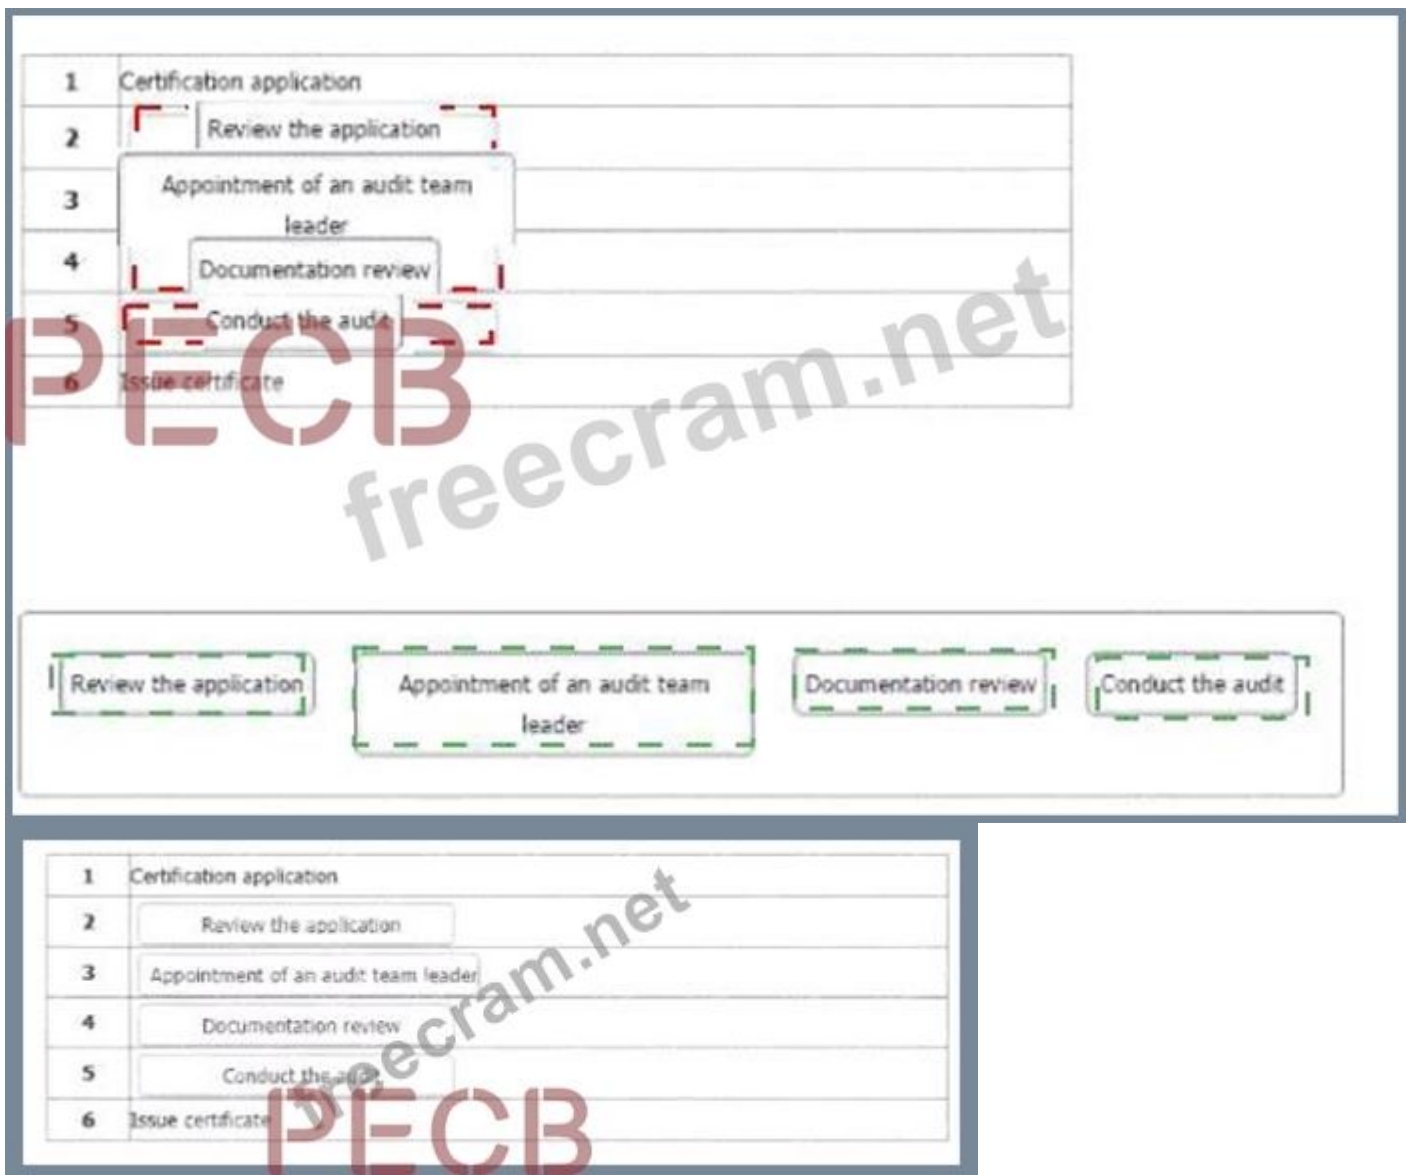 1 Certification application
2 Review the application
3 Appointment of an audit team
leader
4 Documentation review
5 Conduct the audit
6 Issue certificate
PECB
freecram.net
Review the application
Appointment of an audit team
leader
Documentation review
Conduct the audit
1 Certification application
2 Review the application
3 Appointment of an audit team leader
4 Documentation review
5 Conduct the audit
6 Issue certificate
freecram.net
PECB